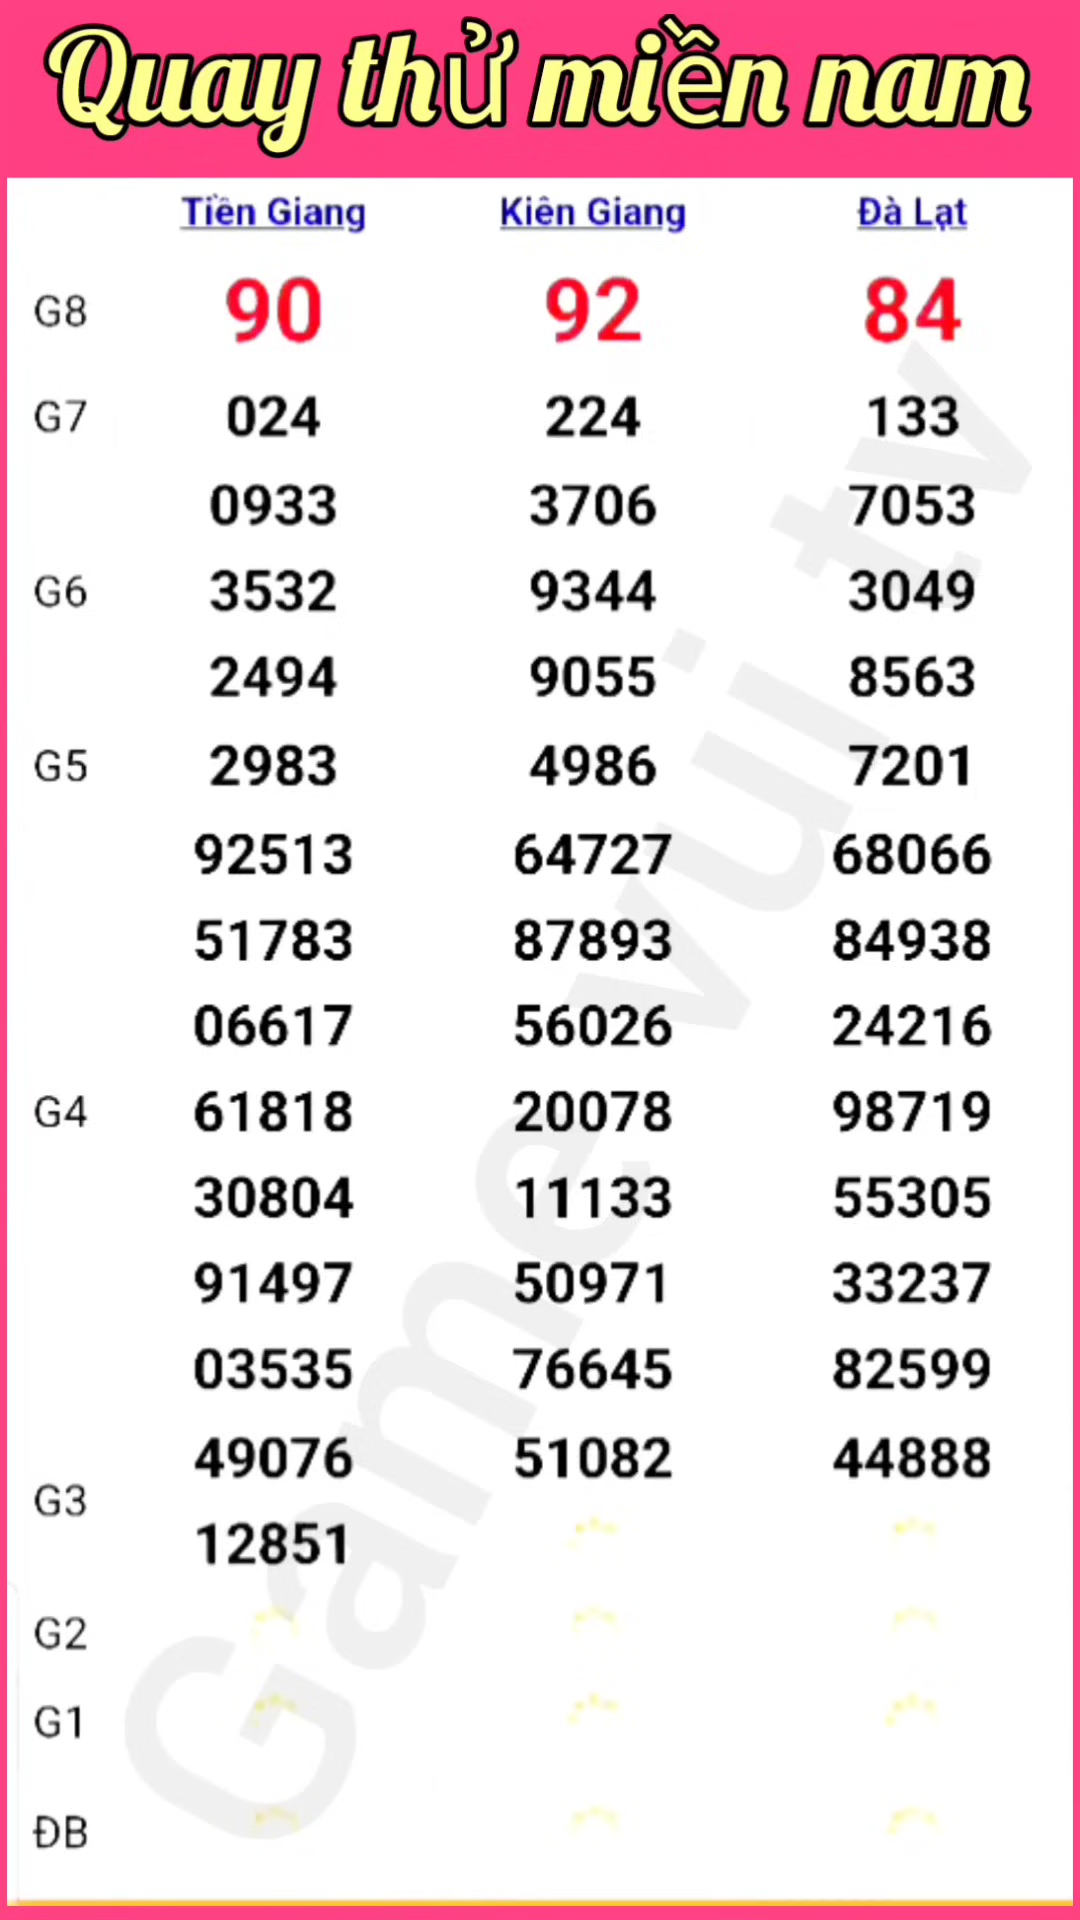 Quay thử miền nam
Tiền Giang Kiên Giang Đà Lạt
G8 90 92 84
G7 024 224 133
0933 3706 7053
G6 3532 9344 3049
2494 9055 8563
G5 2983 4986 7201
92513 64727 68066
51783 87893 84938
06617 56026 24216
G4 61818 20078 98719
30804 11133 55305
91497 50971 33237
03535 76645 82599
49076 51082 44888
G3
12851
G2
G1
ĐB
Game vui tv